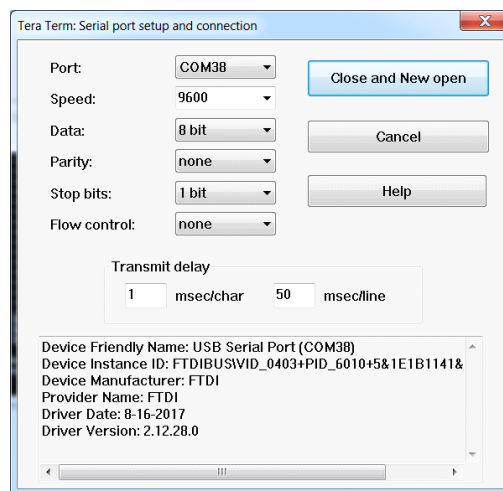 Tera Term: Serial port setup and connection
Port: COM38
Close and New open
Speed: 9600
Data: 8 bit
Cancel
Parity: none
Stop bits: 1 bit
Help
Flow control: none
Transmit delay
1 msec/char 50 msec/line
Device Friendly Name: USB Serial Port (COM38)
Device Instance ID: FTDIBUS\VID_0403+PID_6010+5&1E1B1141&
Device Manufacturer: FTDI
Provider Name: FTDI
Driver Date: 8-16-2017
Driver Version: 2.12.28.0